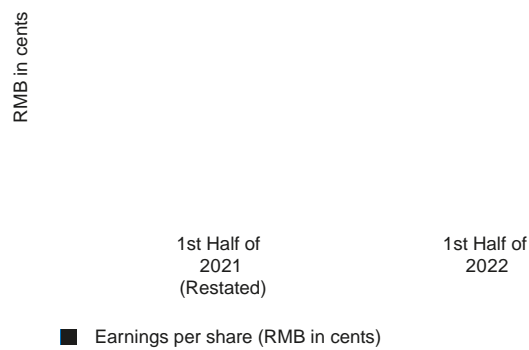 RMB in cents
1st Half of
2021
(Restated)
1st Half of
2022
Earnings per share (RMB in cents)